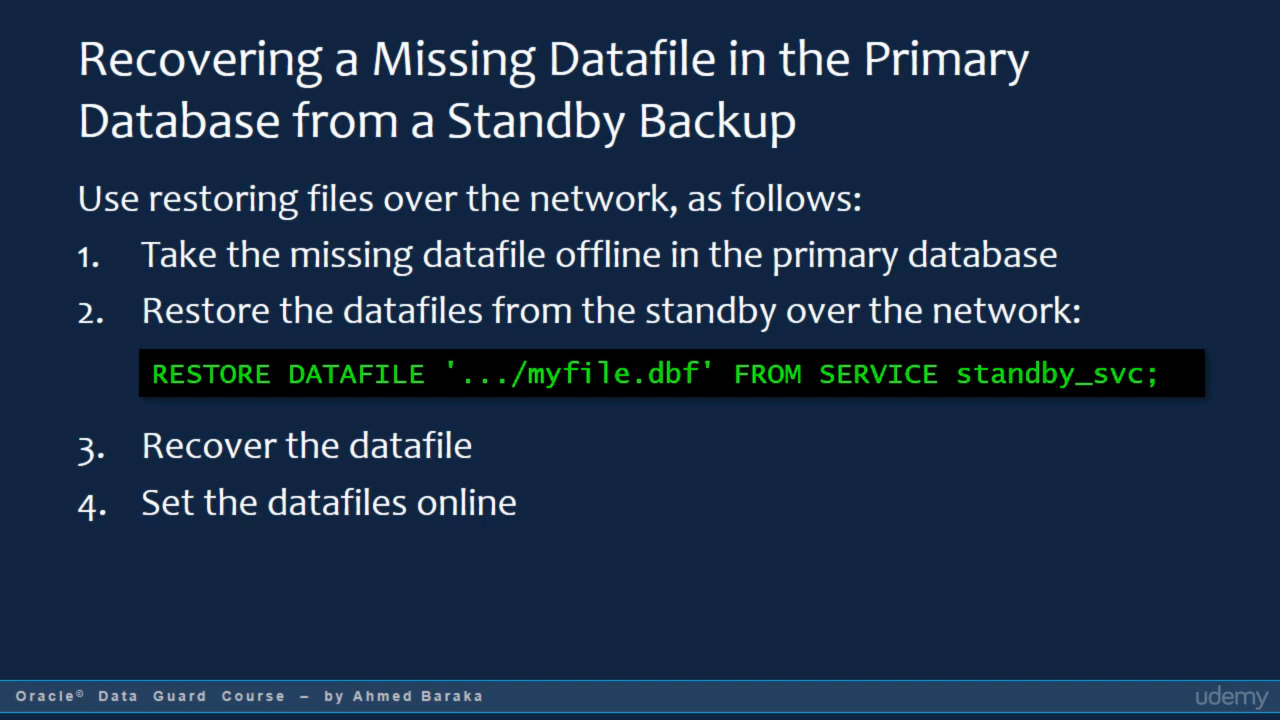 Recovering a Missing Datafile in the Primary
Database from a Standby Backup
Use restoring files over the network, as follows:
1. Take the missing datafile offline in the primary database
2. Restore the datafiles from the standby over the network:
RESTORE DATAFILE '.../myfile.dbf' FROM SERVICE standby_svc;
3. Recover the datafile
4. Set the datafiles online
Oracle© Data Guard Course – by Ahmed Baraka
udemy